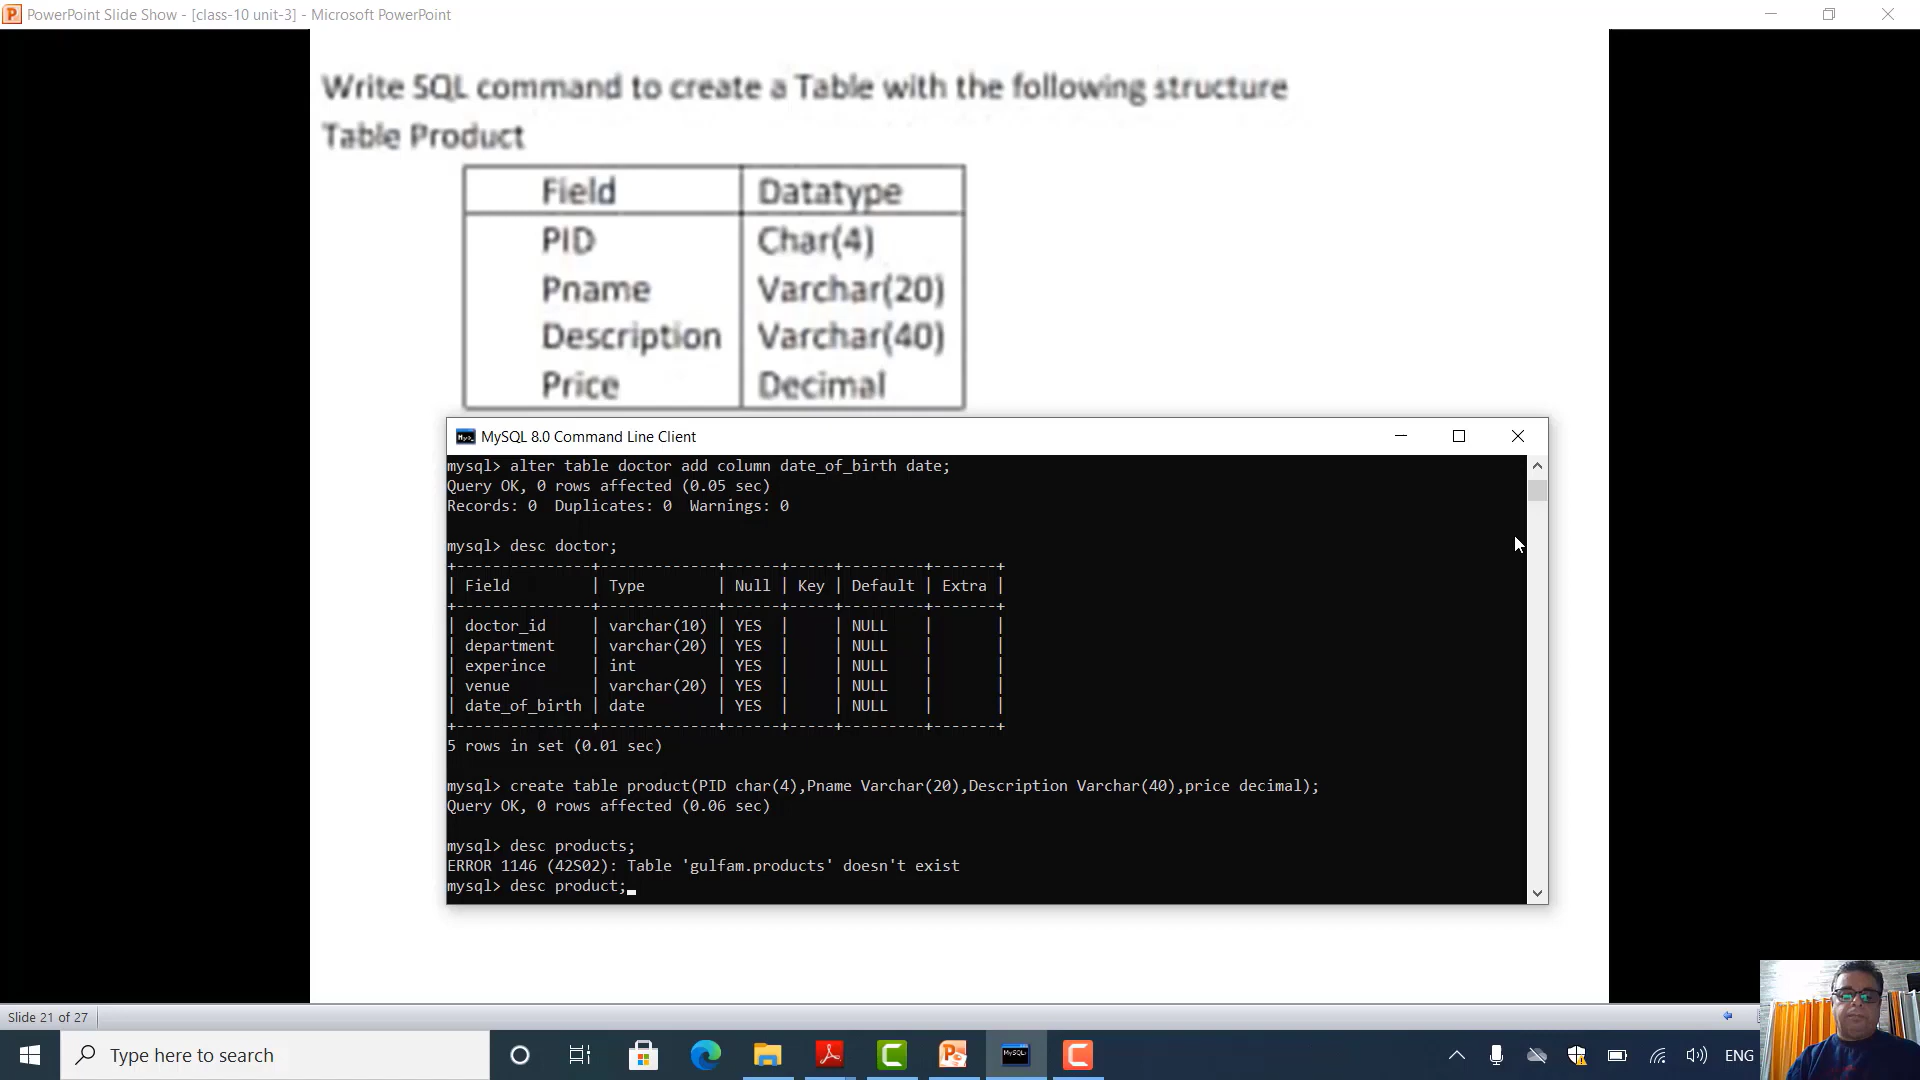 PowerPoint Slide Show - [class-10 unit-3] - Microsoft PowerPoint
Write SQL command to create a Table with the following structure
Table Product
Field Datatype
PID Char(4)
Pname Varchar(20)
Description Varchar(40)
Price Decimal
MySQL 8.0 Command Line Client
mysql> alter table doctor add column date_of_birth date;
Query OK, 0 rows affected (0.05 sec)
Records: 0  Duplicates: 0  Warnings: 0
mysql> desc doctor;
+---------------+-------------+------+-----+---------+-------+
| Field         | Type        | Null | Key | Default | Extra |
+---------------+-------------+------+-----+---------+-------+
| doctor_id     | varchar(10) | YES  |     | NULL    |       |
| department    | varchar(20) | YES  |     | NULL    |       |
| experince     | int         | YES  |     | NULL    |       |
| venue         | varchar(20) | YES  |     | NULL    |       |
| date_of_birth | date        | YES  |     | NULL    |       |
+---------------+-------------+------+-----+---------+-------+
5 rows in set (0.01 sec)
mysql> create table product(PID char(4),Pname Varchar(20),Description Varchar(40),price decimal);
Query OK, 0 rows affected (0.06 sec)
mysql> desc products;
ERROR 1146 (42S02): Table 'gulfam.products' doesn't exist
mysql> desc product;
Slide 21 of 27
Type here to search
ENG